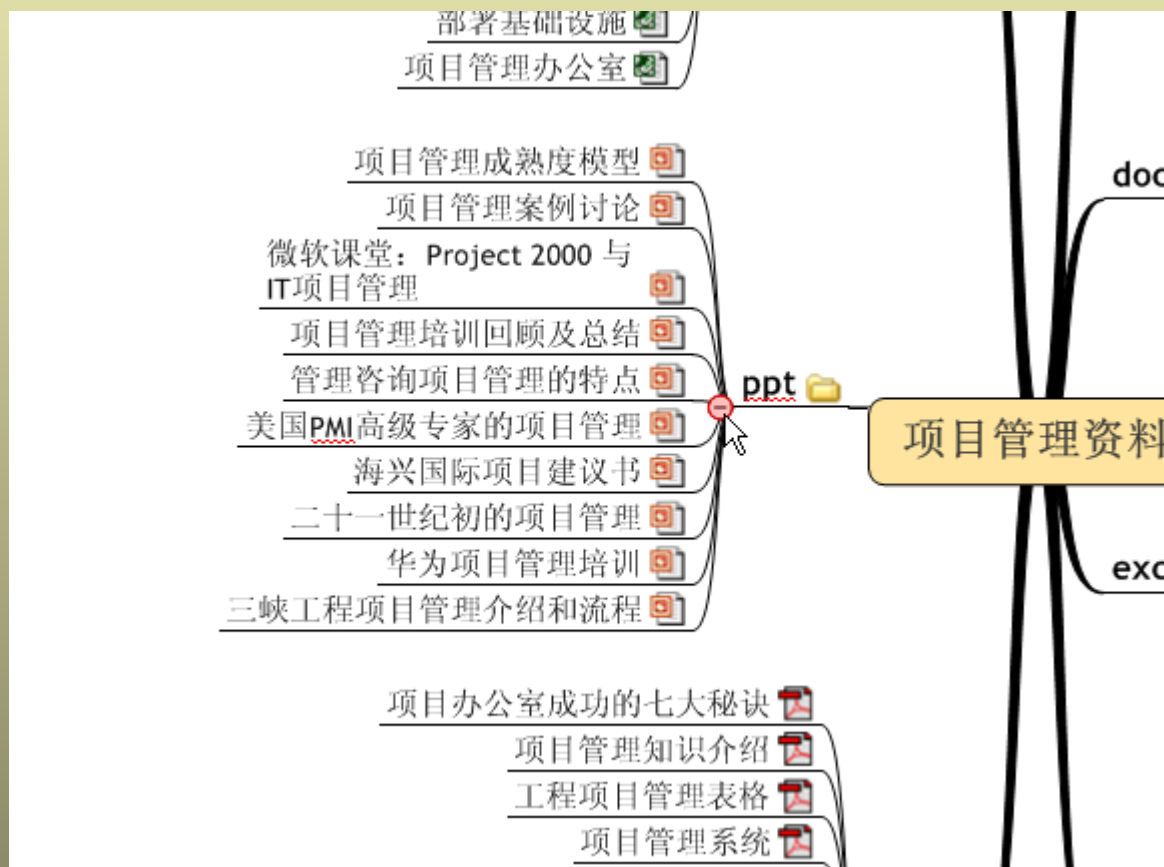 部署基础设施
项目管理办公室
项目管理成熟度模型
项目管理案例讨论
微软课堂：Project 2000 与
IT项目管理
项目管理培训回顾及总结
管理咨询项目管理的特点
美国PMI高级专家的项目管理
海兴国际项目建议书
二十一世纪初的项目管理
华为项目管理培训
三峡工程项目管理介绍和流程
ppt
项目管理资料
doc
exc
项目办公室成功的七大秘诀
项目管理知识介绍
工程项目管理表格
项目管理系统